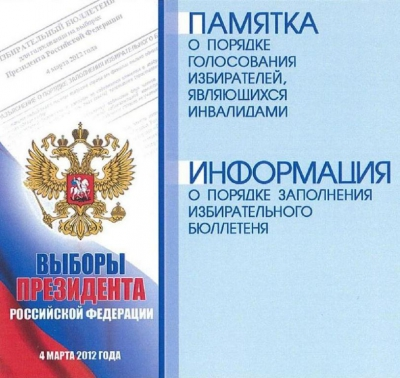 ИЗБИРАТЕЛЬНЫЙ БЮЛЛЕТЕНЬ
для голосования на выборах
Президента Российской Федерации
4 марта 2012 года
ПАМЯТКА
О ПОРЯДКЕ
ГОЛОСОВАНИЯ
ИЗБИРАТЕЛЕЙ,
ЯВЛЯЮЩИХСЯ
ИНВАЛИДАМИ
ИНФОРМАЦИЯ
О ПОРЯДКЕ ЗАПОЛНЕНИЯ
ИЗБИРАТЕЛЬНОГО
БЮЛЛЕТЕНЯ
ВЫБОРЫ
ПРЕЗИДЕНТА
РОССИЙСКОЙ ФЕДЕРАЦИИ
4 МАРТА 2012 ГОДА